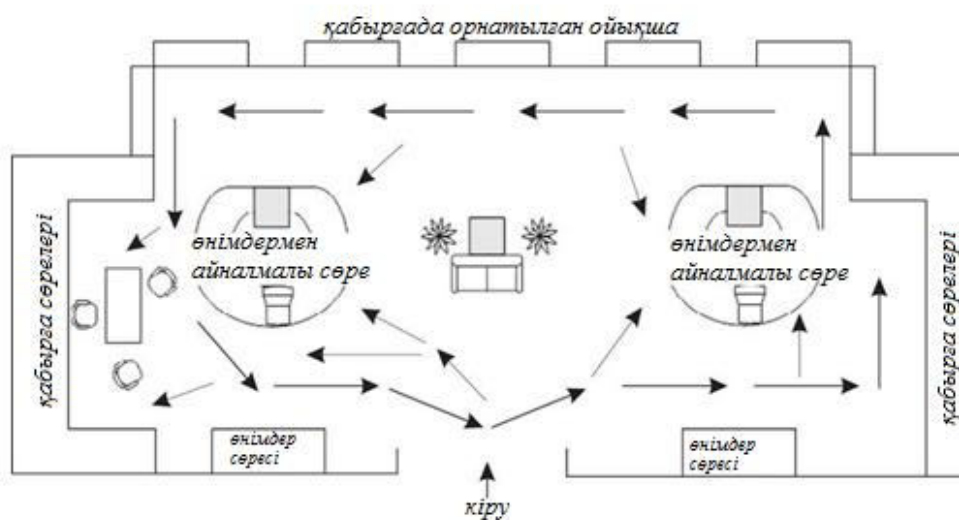 қабырғада орнатылған ойықша
қабырға сөрелері
өнімдермен
айналмалы сөре
өнімдермен
айналмалы сөре
қабырға сөрелері
өнімдер
сөресі
өнімдер
сөресі
кіру